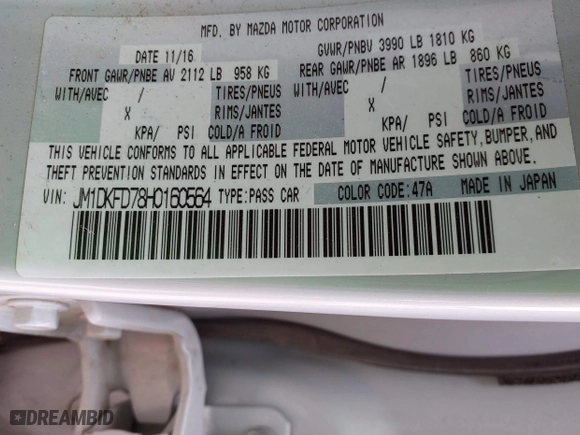 MFD. BY MAZDA MOTOR CORPORATION
DATE 11/16
GVWR/PNBV 3990 LB 1810 KG
FRONT GAWR/PNBE AV 2112 LB 958 KG
REAR GAWR/PNBE AR 1896 LB 860 KG
WITH/AVEC / TIRES/PNEUS
WITH/AVEC / TIRES/PNEUS
X RIMS/JANTES
X RIMS/JANTES
KPA/ PSI COLD/A FROID
KPA/ PSI COLD/A FROID
THIS VEHICLE CONFORMS TO ALL APPLICABLE FEDERAL MOTOR VEHICLE SAFETY, BUMPER, AND
THEFT PREVENTION STANDARDS IN EFFECT ON THE DATE OF MANUFACTURE SHOWN ABOVE.
VIN: JM1DKFD78H0160564 TYPE: PASS CAR COLOR CODE: 47A MADE IN JAPAN
DREAMBID